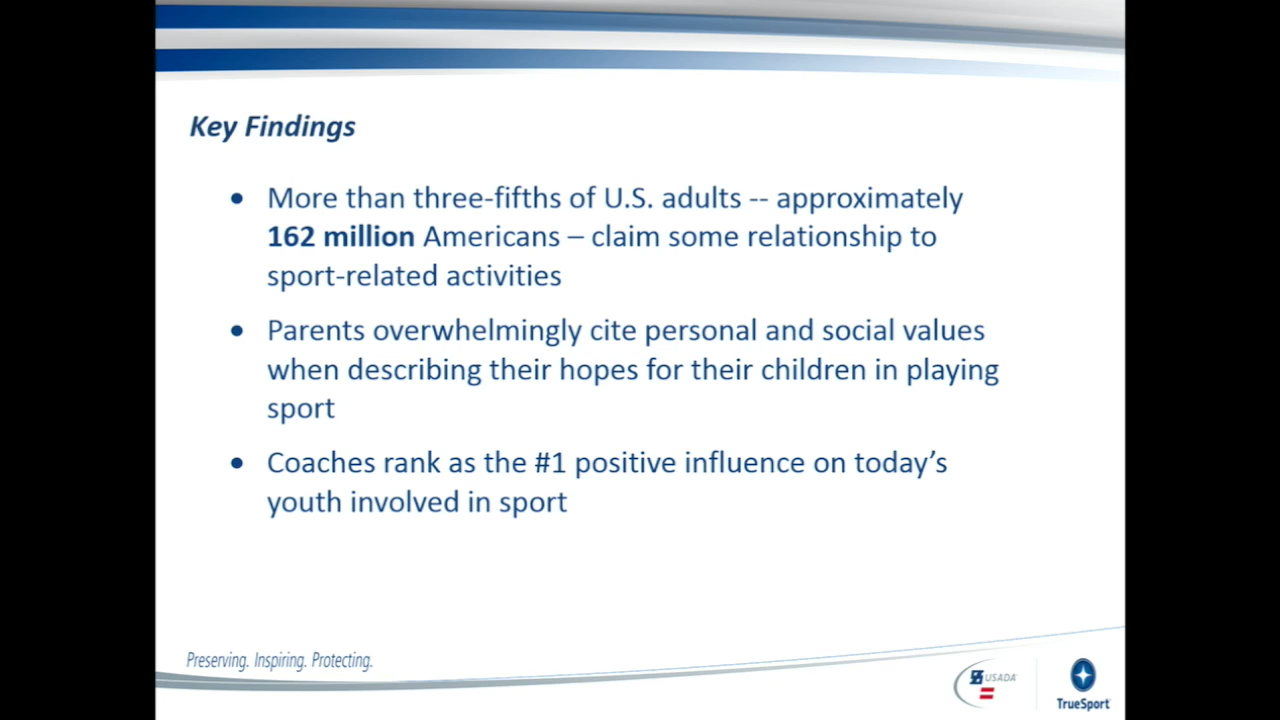 Key Findings
• More than three-fifths of U.S. adults -- approximately
162 million Americans – claim some relationship to
sport-related activities
• Parents overwhelmingly cite personal and social values
when describing their hopes for their children in playing
sport
• Coaches rank as the #1 positive influence on today’s
youth involved in sport
Preserving. Inspiring. Protecting.
USADA
TrueSport